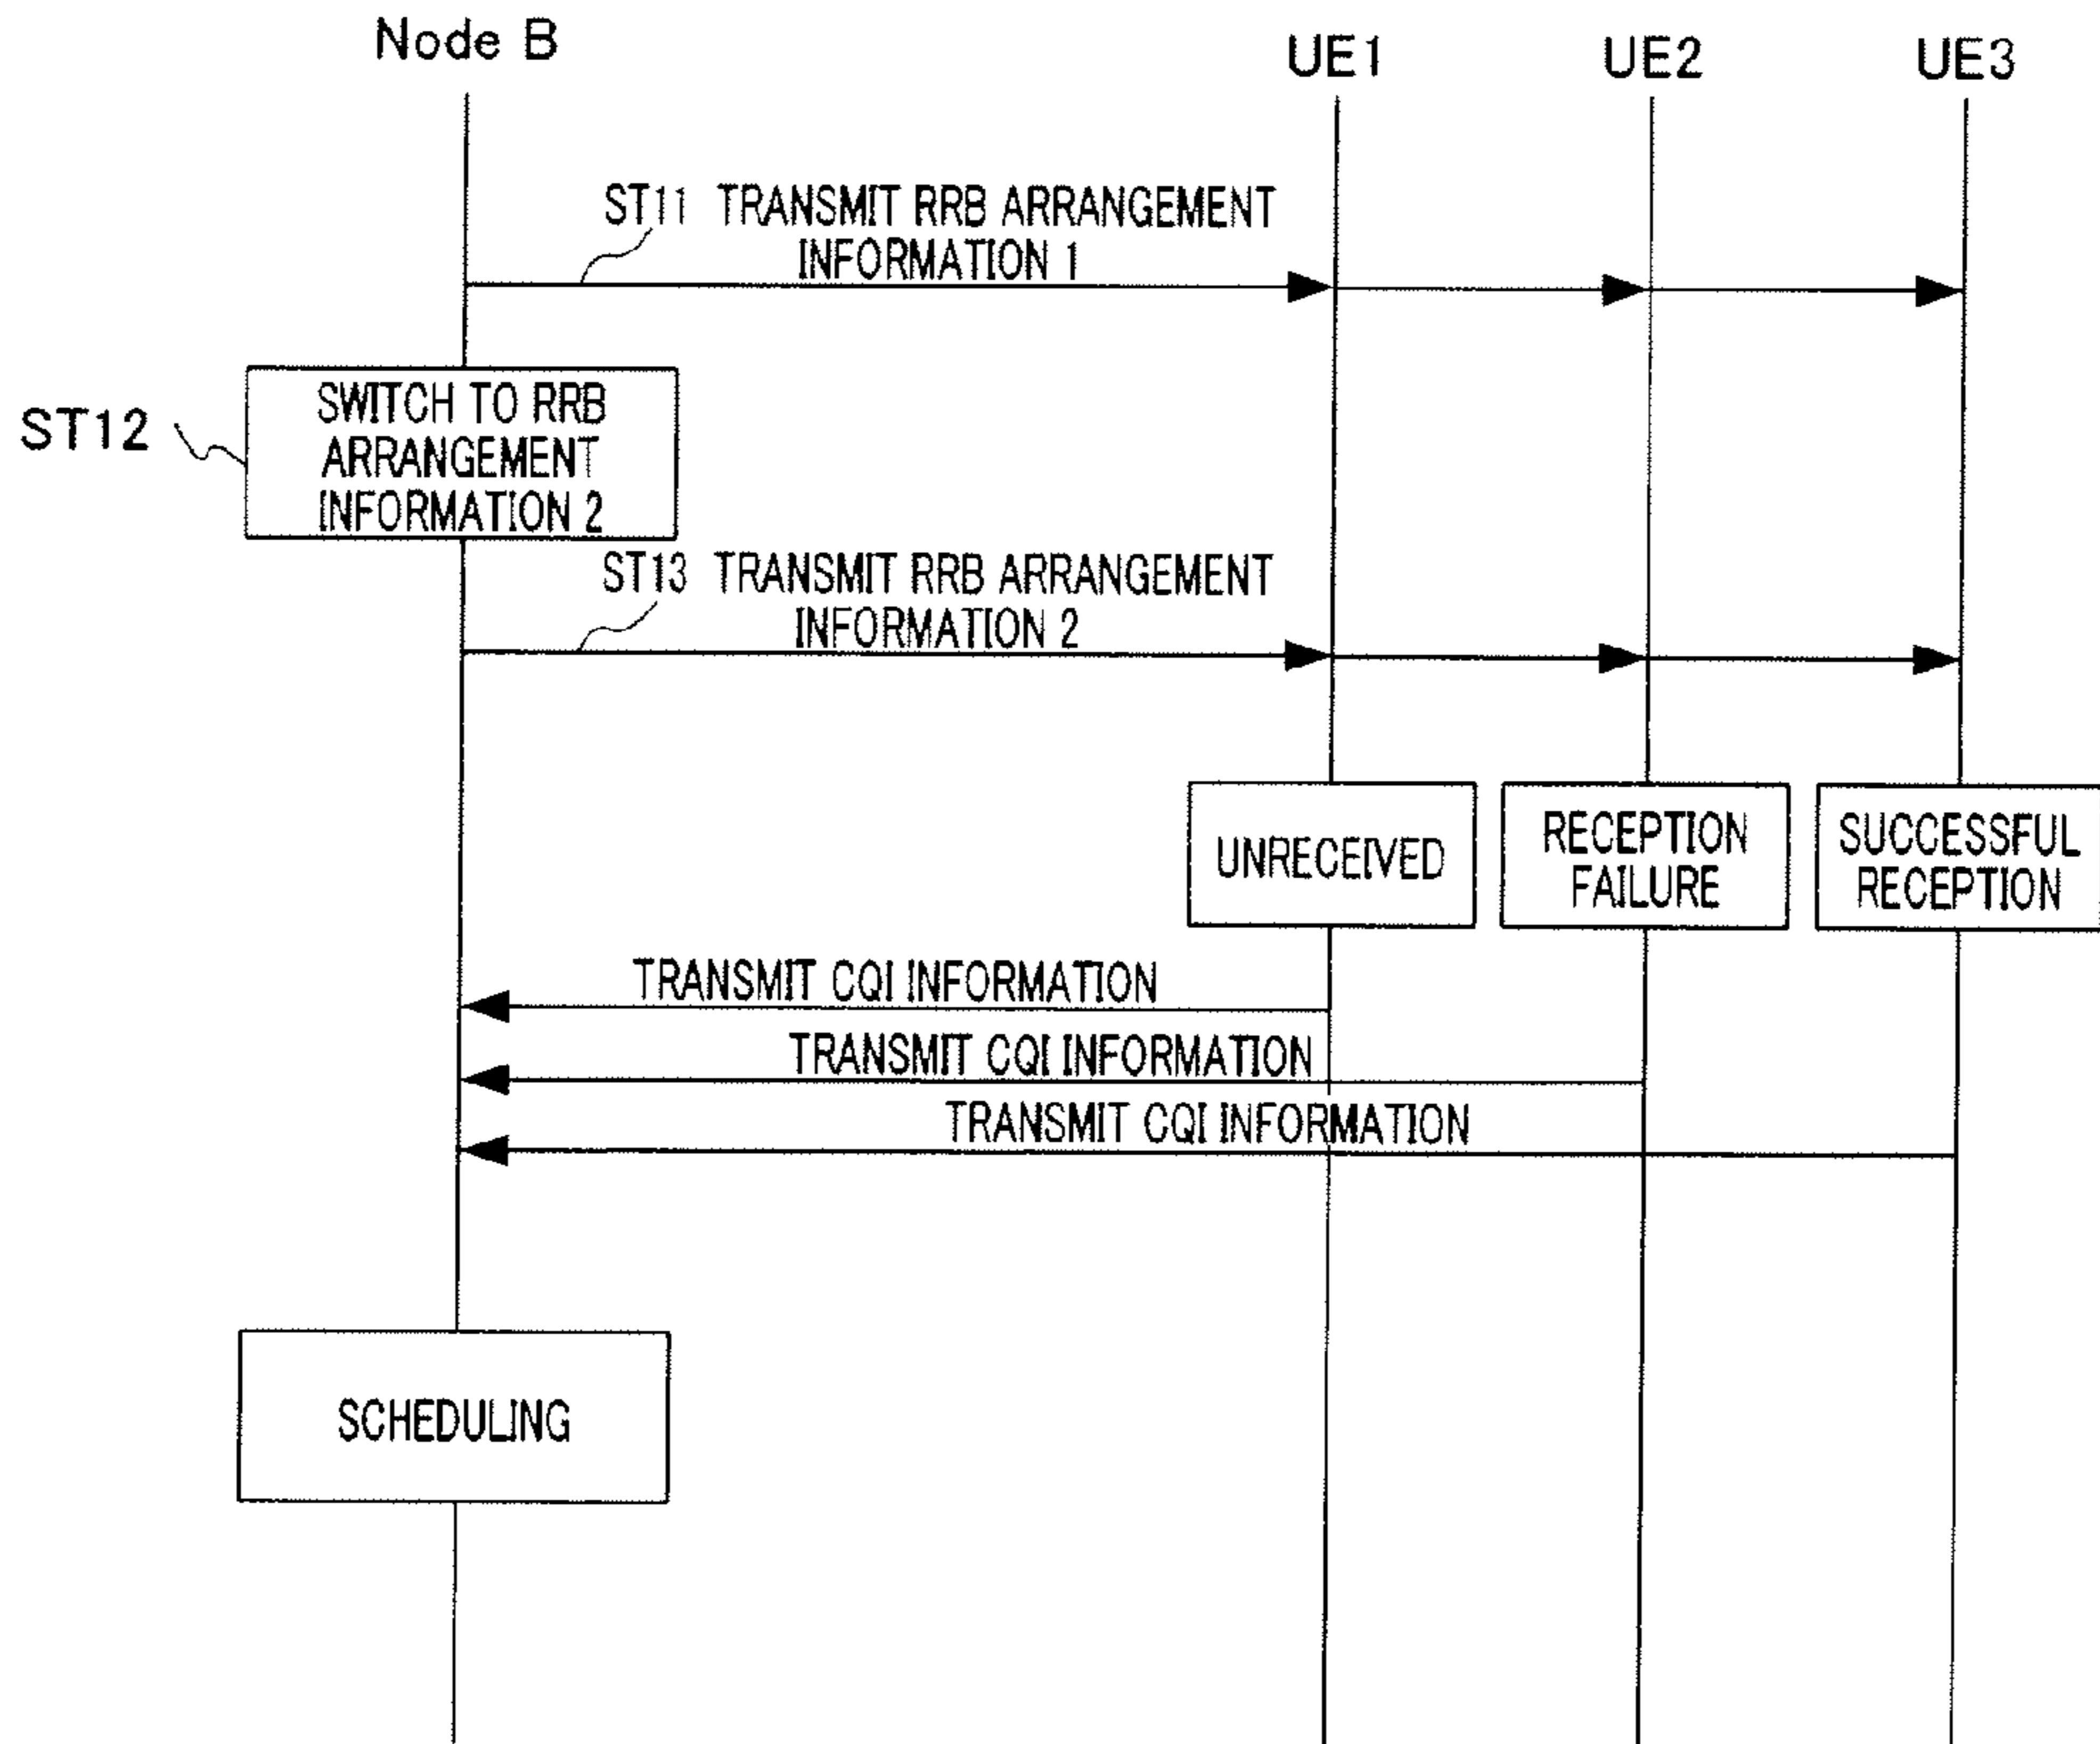 Node B
UE1
UE2
UE3
ST11 TRANSMIT RRB ARRANGEMENT
INFORMATION 1
ST12
SWITCH TO RRB
ARRANGEMENT
INFORMATION 2
ST13 TRANSMIT RRB ARRANGEMENT
INFORMATION 2
UNRECEIVED
RECEPTION
FAILURE
SUCCESSFUL
RECEPTION
TRANSMIT CQI INFORMATION
TRANSMIT CQI INFORMATION
TRANSMIT CQI INFORMATION
SCHEDULING